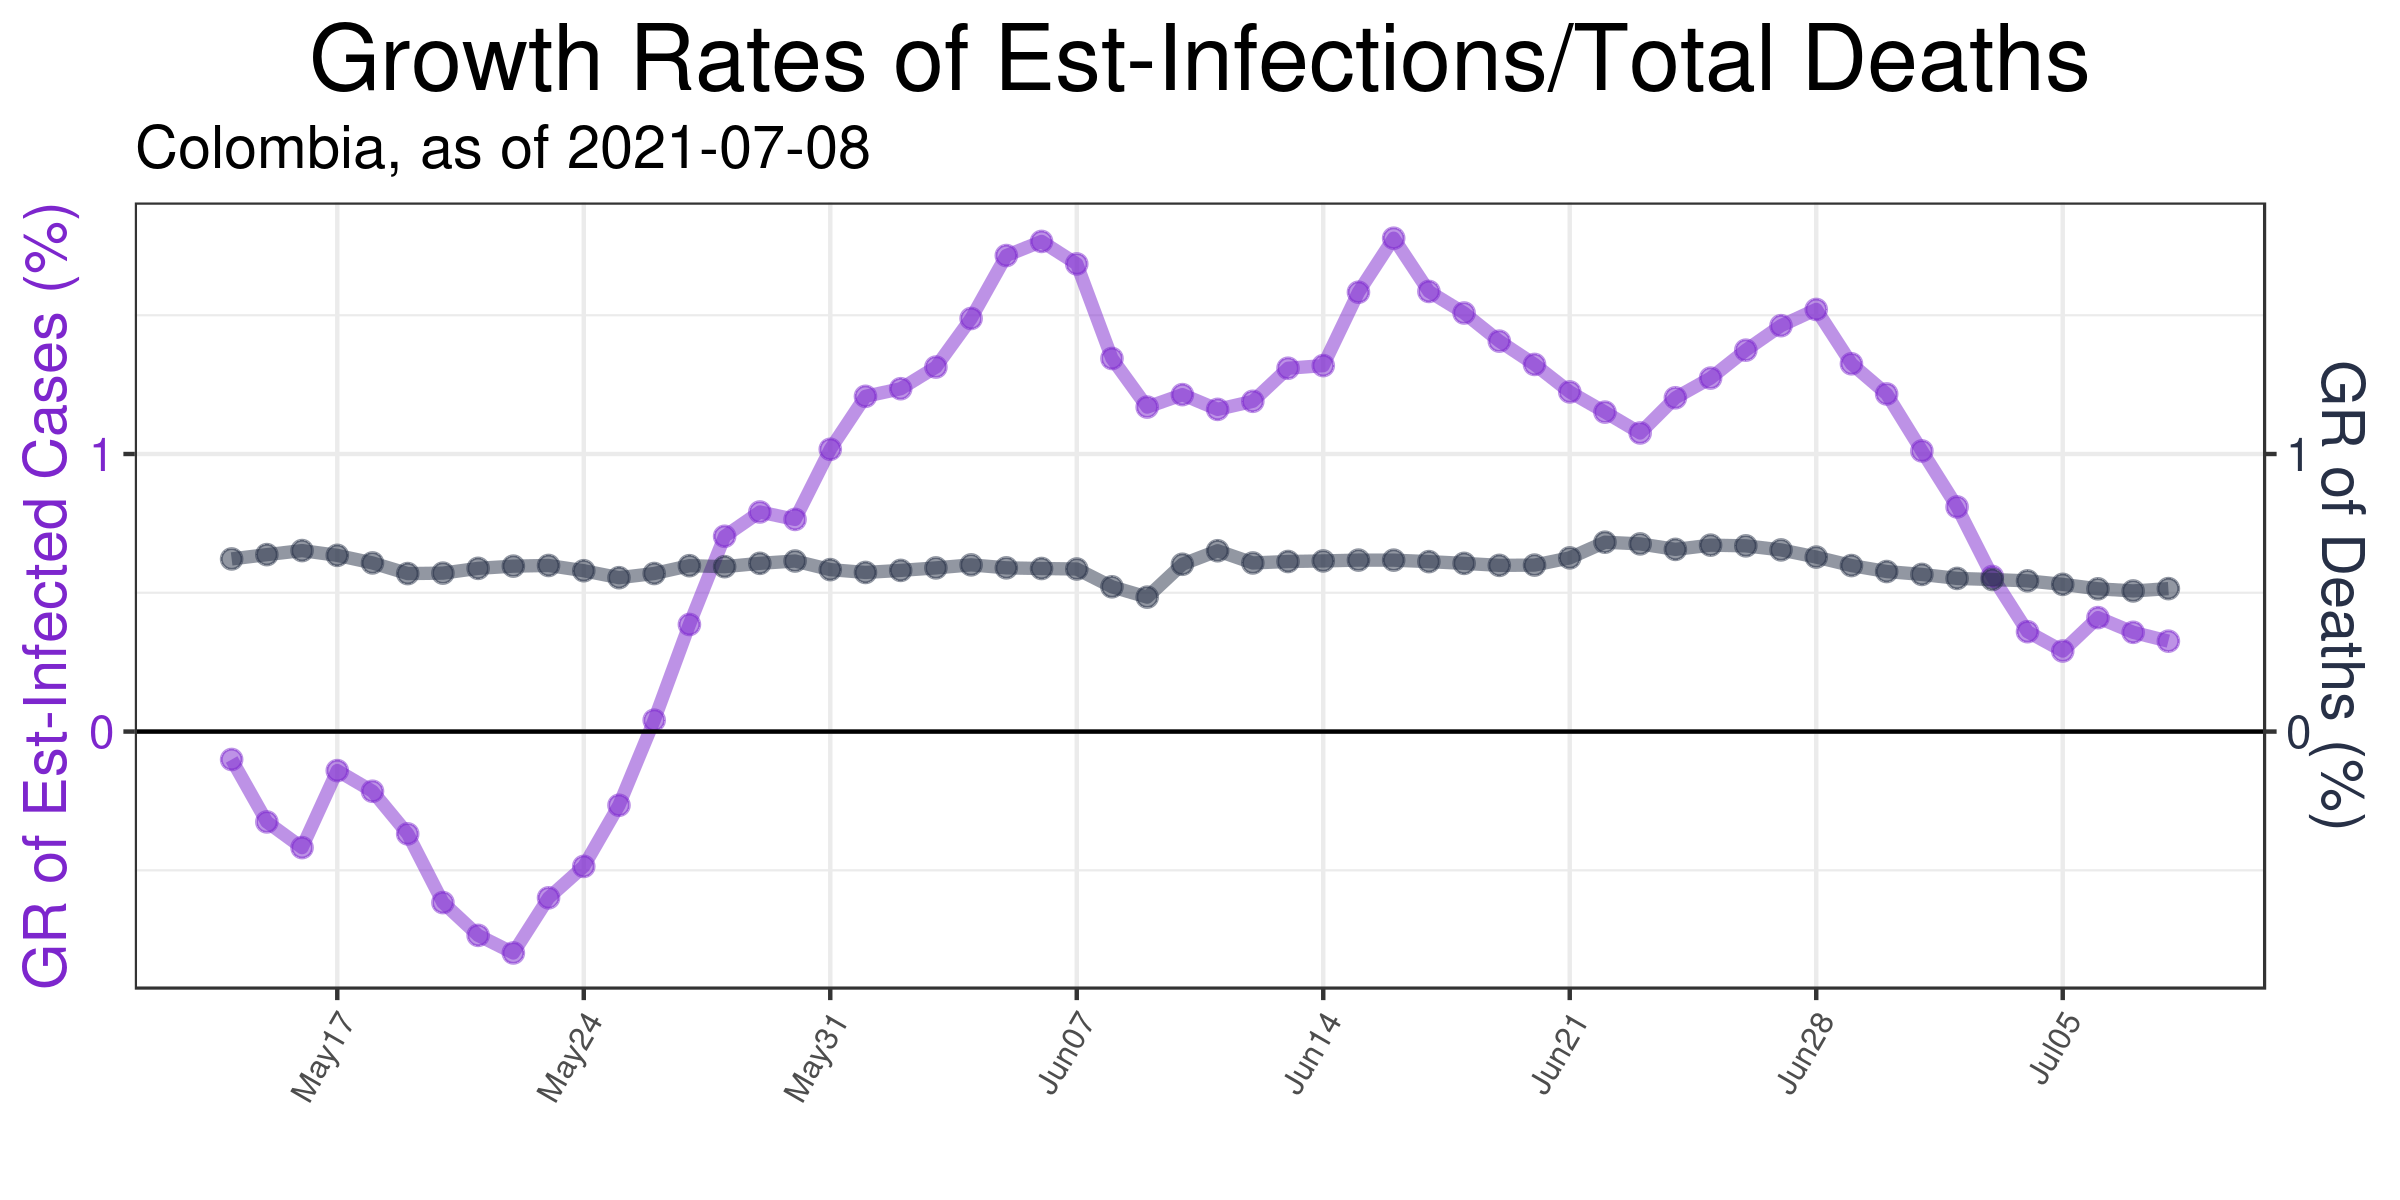 Growth Rates of Est-Infections/Total Deaths
Colombia, as of 2021-07-08
GR of Est-Infected Cases (%)
1
0
1
0
GR of Deaths (%)
May17
May24
May31
Jun07
Jun14
Jun21
Jun28
Jul05